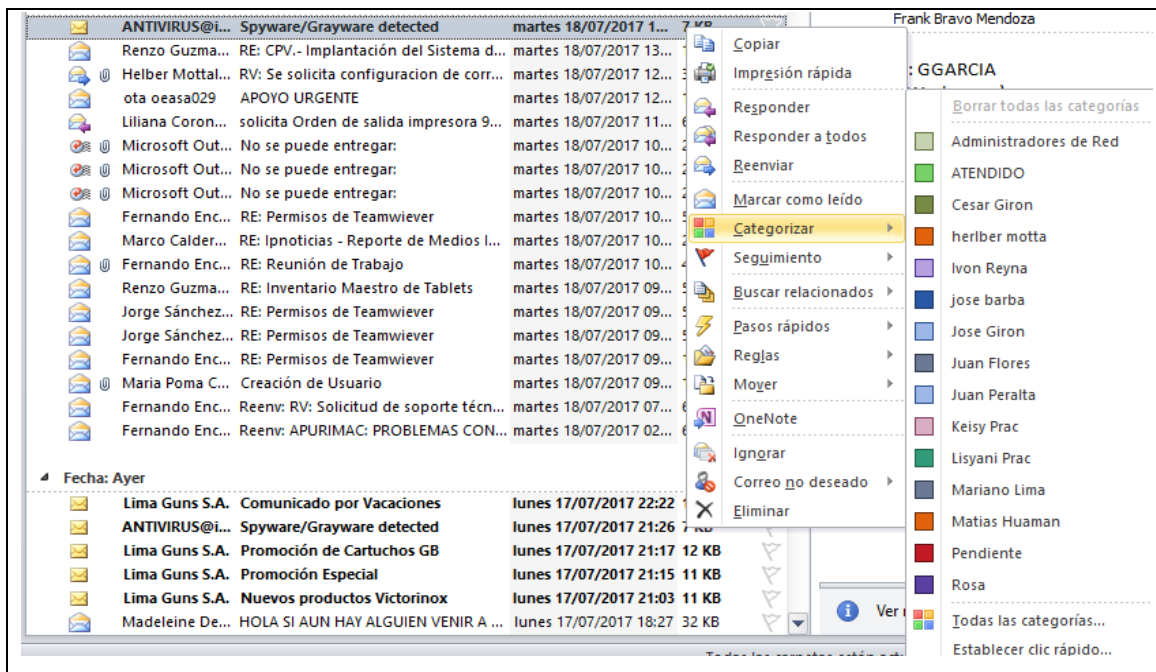 ANTIVIRUS@i... Spyware/Grayware detected martes 18/07/2017 1... 7 KB
Renzo Guzma... RE: CPV.- Implantación del Sistema d... martes 18/07/2017 13...
Helber Mottal... RV: Se solicita configuracion de corr... martes 18/07/2017 12...
ota oeasa029 APOYO URGENTE martes 18/07/2017 12...
Liliana Coron... solicita Orden de salida impresora 9... martes 18/07/2017 11...
Microsoft Out... No se puede entregar: martes 18/07/2017 10...
Microsoft Out... No se puede entregar: martes 18/07/2017 10...
Microsoft Out... No se puede entregar: martes 18/07/2017 10...
Fernando Enc... RE: Permisos de Teamwiever martes 18/07/2017 10...
Marco Calder... RE: Ipnoticias - Reporte de Medios I... martes 18/07/2017 10...
Fernando Enc... RE: Reunión de Trabajo martes 18/07/2017 10...
Renzo Guzma... RE: Inventario Maestro de Tablets martes 18/07/2017 09...
Jorge Sánchez... RE: Permisos de Teamwiever martes 18/07/2017 09...
Jorge Sánchez... RE: Permisos de Teamwiever martes 18/07/2017 09...
Fernando Enc... RE: Permisos de Teamwiever martes 18/07/2017 09...
Maria Poma C... Creación de Usuario martes 18/07/2017 09...
Fernando Enc... Reenv: RV: Solicitud de soporte técn... martes 18/07/2017 07...
Fernando Enc... Reenv: APURIMAC: PROBLEMAS CON... martes 18/07/2017 02...
Fecha: Ayer
Lima Guns S.A. Comunicado por Vacaciones lunes 17/07/2017 22:22
ANTIVIRUS@i... Spyware/Grayware detected lunes 17/07/2017 21:26 7 KB
Lima Guns S.A. Promoción de Cartuchos GB lunes 17/07/2017 21:17 12 KB
Lima Guns S.A. Promoción Especial lunes 17/07/2017 21:15 11 KB
Lima Guns S.A. Nuevos productos Victorinox lunes 17/07/2017 21:03 11 KB
Madeleine De... HOLA SI AUN HAY ALGUIEN VENIR A ... lunes 17/07/2017 18:27 32 KB
Copiar
Impresión rápida
Responder
Responder a todos
Reenviar
Marcar como leído
Categorizar
Seguimiento
Buscar relacionados
Pasos rápidos
Reglas
Mover
OneNote
Ignorar
Correo no deseado
Eliminar
Frank Bravo Mendoza
: GGARCIA
Borrar todas las categorías
Administradores de Red
ATENDIDO
Cesar Giron
herlber motta
Ivon Reyna
jose barba
Jose Giron
Juan Flores
Juan Peralta
Keisy Prac
Lisyani Prac
Mariano Lima
Matias Huaman
Pendiente
Rosa
Todas las categorías...
Establecer clic rápido...
Ver